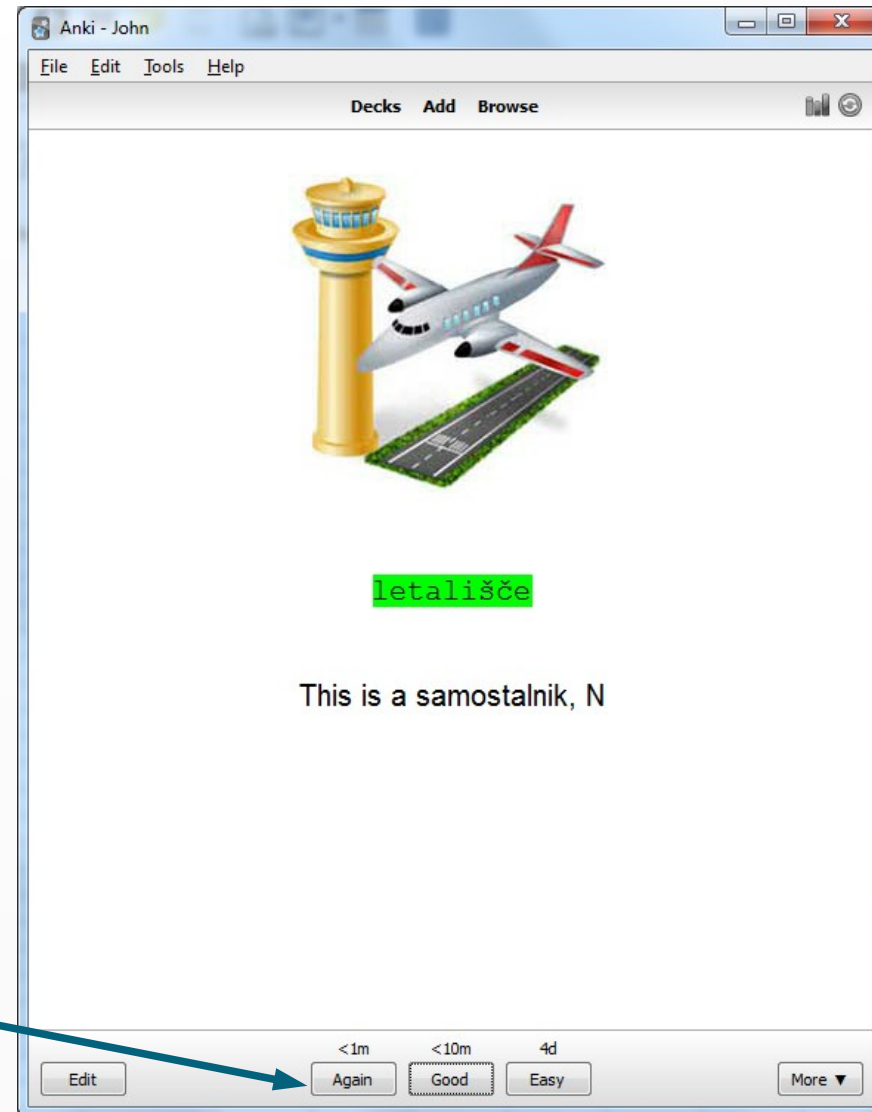 Anki - John
File Edit Tools Help
Decks Add Browse
letališče
This is a samostalnik, N
<1m <10m 4d
Edit Again Good Easy More ▼